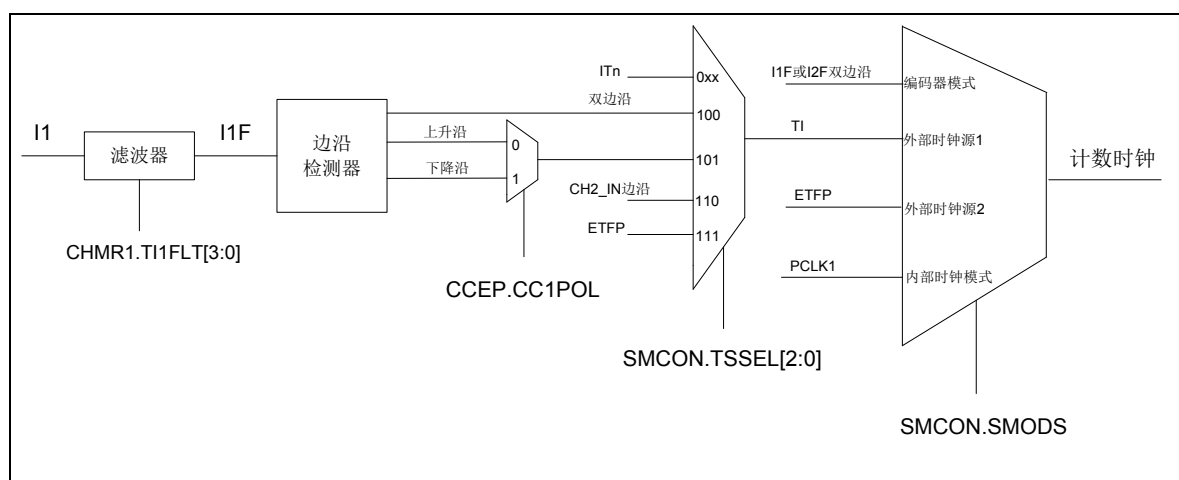 I1
滤波器
CHMR1.TI1FLT[3:0]
I1F
边沿
检测器
双边沿
上升沿
下降沿
0
1
CCEP.CC1POL
ITn
CH2_IN边沿
ETFP
0xx
100
101
110
111
SMCON.TSSEL[2:0]
I1F或I2F双边沿
TI
ETFP
PCLK1
编码器模式
外部时钟源1
外部时钟源2
内部时钟模式
SMCON.SMODS
计数时钟